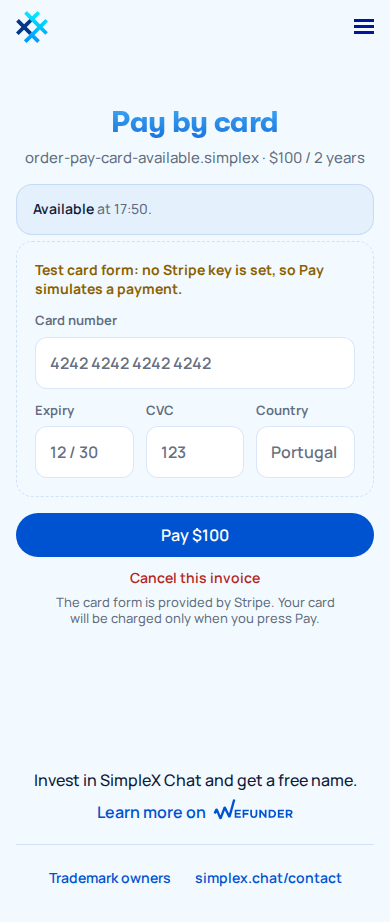 Pay by card
order-pay-card-available.simplex · $100 / 2 years
Available at 17:50.
Test card form: no Stripe key is set, so Pay
simulates a payment.
Card number
4242 4242 4242 4242
Expiry CVC Country
12 / 30 123 Portugal
Pay $100
Cancel this invoice
The card form is provided by Stripe. Your card
will be charged only when you press Pay.
Invest in SimpleX Chat and get a free name.
Learn more on WEFUNDER
Trademark owners simplex.chat/contact